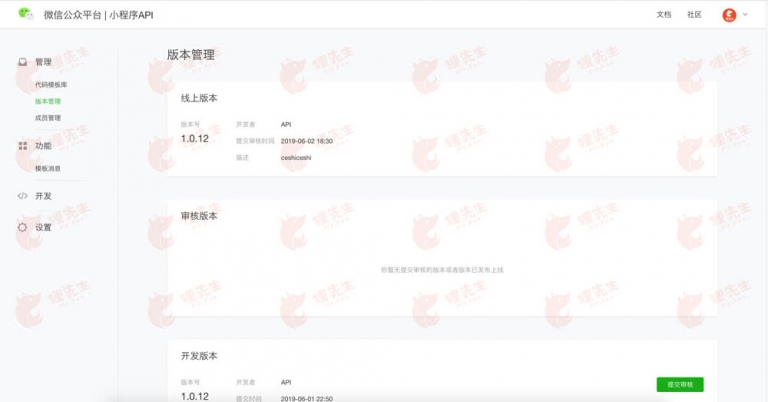 微信公众平台 | 小程序API
文档
社区
管理
代码模板库
版本管理
成员管理
功能
模板消息
开发
设置
版本管理
线上版本
版本号
1.0.12
开发者 API
提交审核时间 2019-06-02 16:30
描述 ceshiceshi
审核版本
你暂无提交审核的版本或者版本已发布上线
开发版本
版本号
1.0.12
开发者 API
提交时间 2019-06-01 22:50
提交审核
狸先生